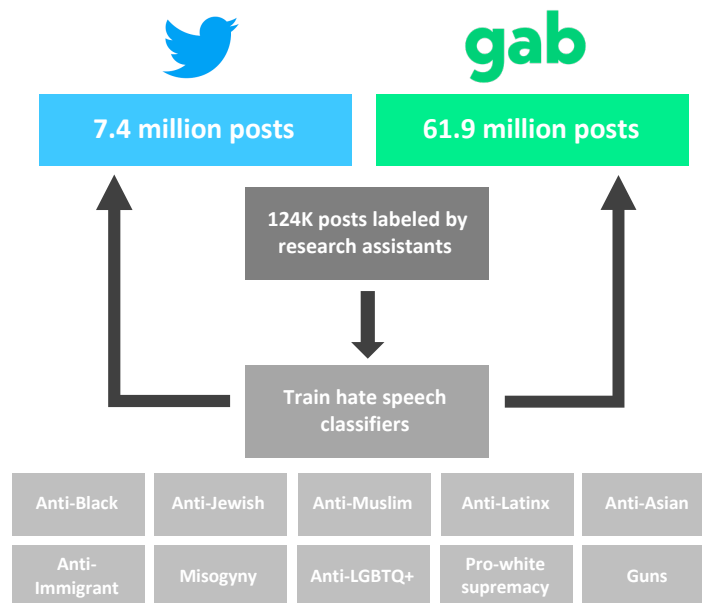 gab
7.4 million posts
61.9 million posts
124K posts labeled by
research assistants
Train hate speech
classifiers
Anti-Black
Anti-Jewish
Anti-Muslim
Anti-Latinx
Anti-Asian
Anti-
Immigrant
Misogyny
Anti-LGBTQ+
Pro-white
supremacy
Guns